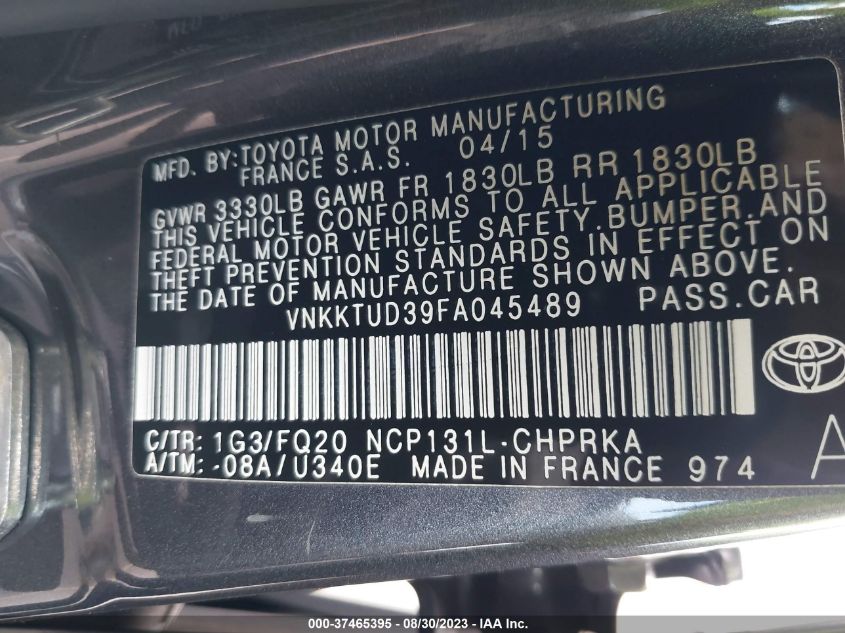 MFD. BY: TOYOTA MOTOR MANUFACTURING
FRANCE S.A.S. 04/15
GVWR 3330LB GAWR FR 1830LB RR 1830LB
THIS VEHICLE CONFORMS TO ALL APPLICABLE
FEDERAL MOTOR VEHICLE SAFETY, BUMPER, AND
THEFT PREVENTION STANDARDS IN EFFECT ON
THE DATE OF MANUFACTURE SHOWN ABOVE.
VNKKTUD39FA045489 PASS.CAR
C/TR: 1G3/FQ20 NCP131L-CHPRKA
A/TM: -08A/U340E MADE IN FRANCE 974 A
000-37465395 - 08/30/2023 - IAA Inc.